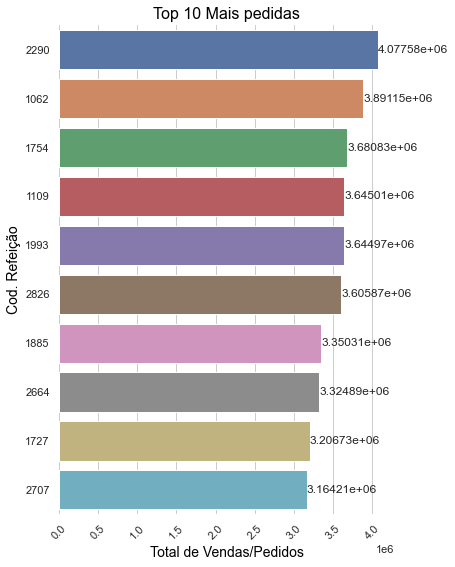 Top 10 Mais pedidas
Cod. Refeição
2290 4.07758e+06
1062 3.89115e+06
1754 3.68083e+06
1109 3.64501e+06
1993 3.64497e+06
2826 3.60587e+06
1885 3.35031e+06
2664 3.32489e+06
1727 3.20673e+06
2707 3.16421e+06
0.0 0.5 1.0 1.5 2.0 2.5 3.0 3.5 4.0
1e6
Total de Vendas/Pedidos